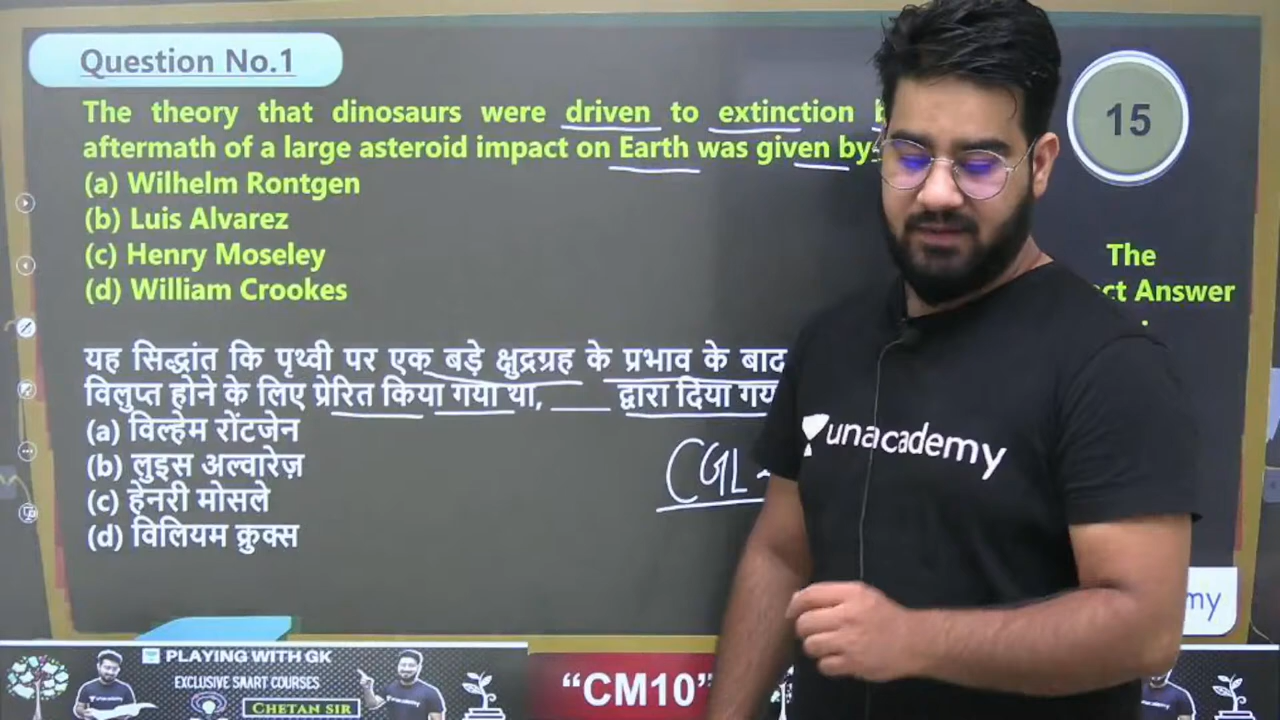 Question No.1
The theory that dinosaurs were driven to extinction
aftermath of a large asteroid impact on Earth was given by
(a) Wilhelm Rontgen
(b) Luis Alvarez
(c) Henry Moseley
(d) William Crookes
15
The
ct Answer
यह सिद्धांत कि पृथ्वी पर एक बड़े क्षुद्रग्रह के प्रभाव के बाद
विलुप्त होने के लिए प्रेरित किया गया था, ____ द्वारा दिया गय
(a) विल्हेम रोंटजेन
(b) लुइस अल्वारेज़
(c) हेनरी मोसले
(d) विलियम क्रुक्स
CGL
unacademy
my
PLAYING WITH GK
EXCLUSIVE SMART COURSES
CHETAN SIR
“CM10”